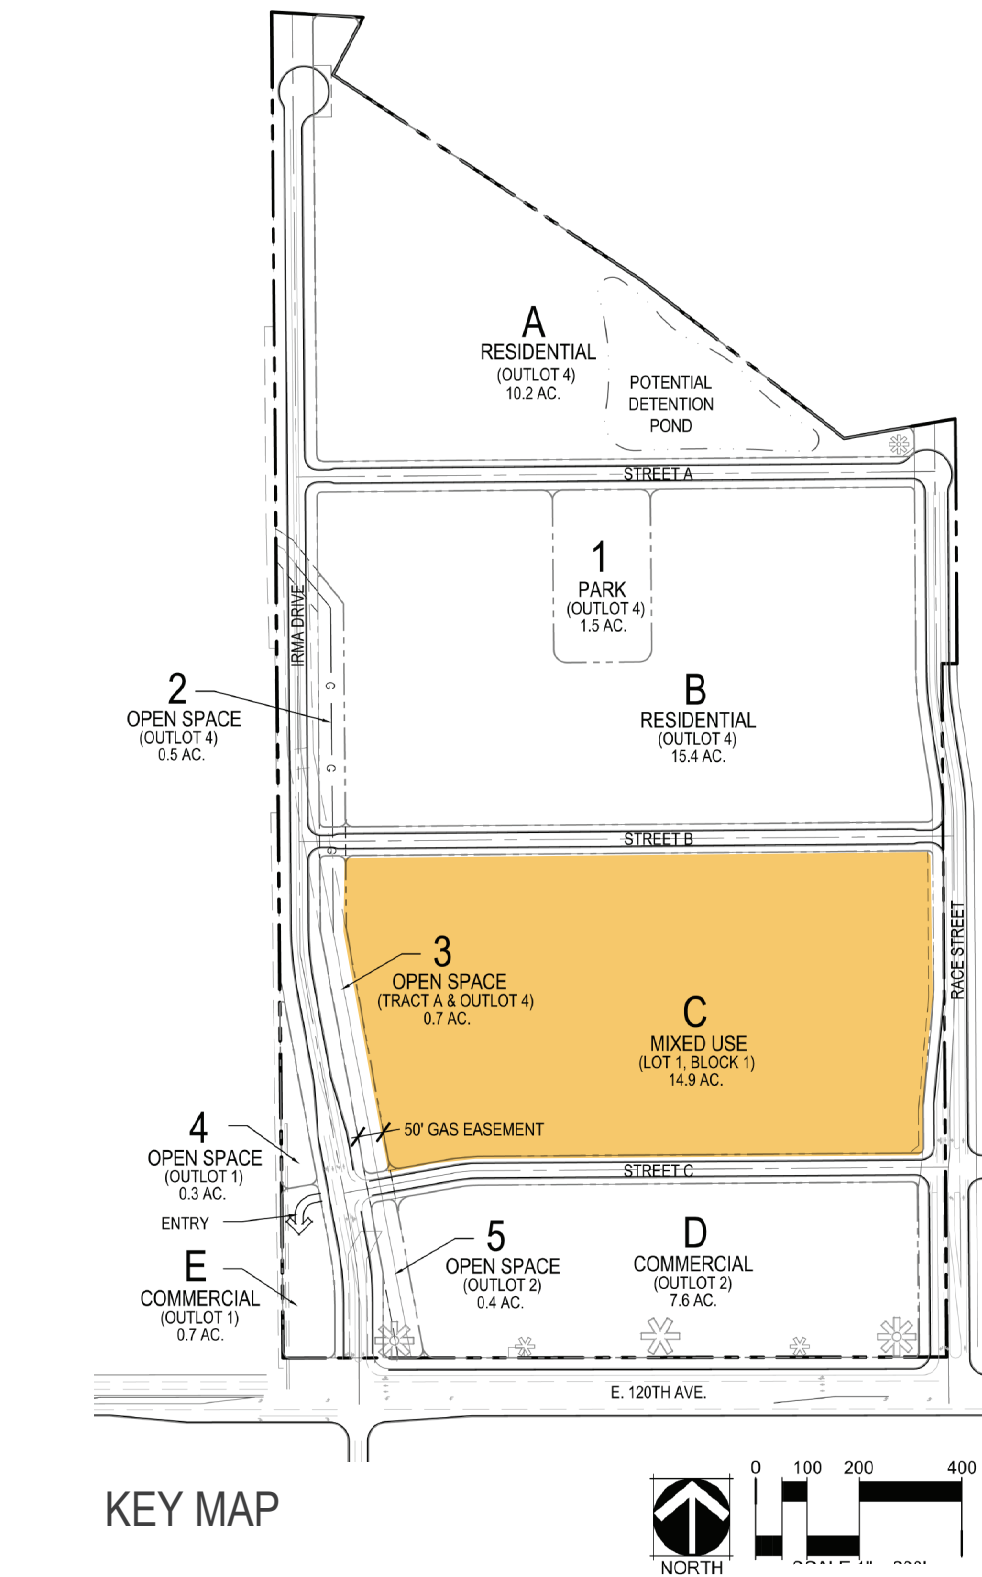 A
RESIDENTIAL
(OUTLOT 4)
10.2 AC.
POTENTIAL
DETENTION
POND
STREET A
1
PARK
(OUTLOT 4)
1.5 AC.
IRMA DRIVE
G
2
OPEN SPACE
(OUTLOT 4)
0.5 AC.
B
RESIDENTIAL
(OUTLOT 4)
15.4 AC.
G
STREET B
G
RACE STREET
3
OPEN SPACE
(TRACT A & OUTLOT 4)
0.7 AC.
C
MIXED USE
(LOT 1, BLOCK 1)
14.9 AC.
50' GAS EASEMENT
4
OPEN SPACE
(OUTLOT 1)
0.3 AC.
STREET C
ENTRY
5
OPEN SPACE
(OUTLOT 2)
0.4 AC.
D
COMMERCIAL
(OUTLOT 2)
7.6 AC.
E
COMMERCIAL
(OUTLOT 1)
0.7 AC.
E. 120TH AVE.
KEY MAP
NORTH
0 100 200 400